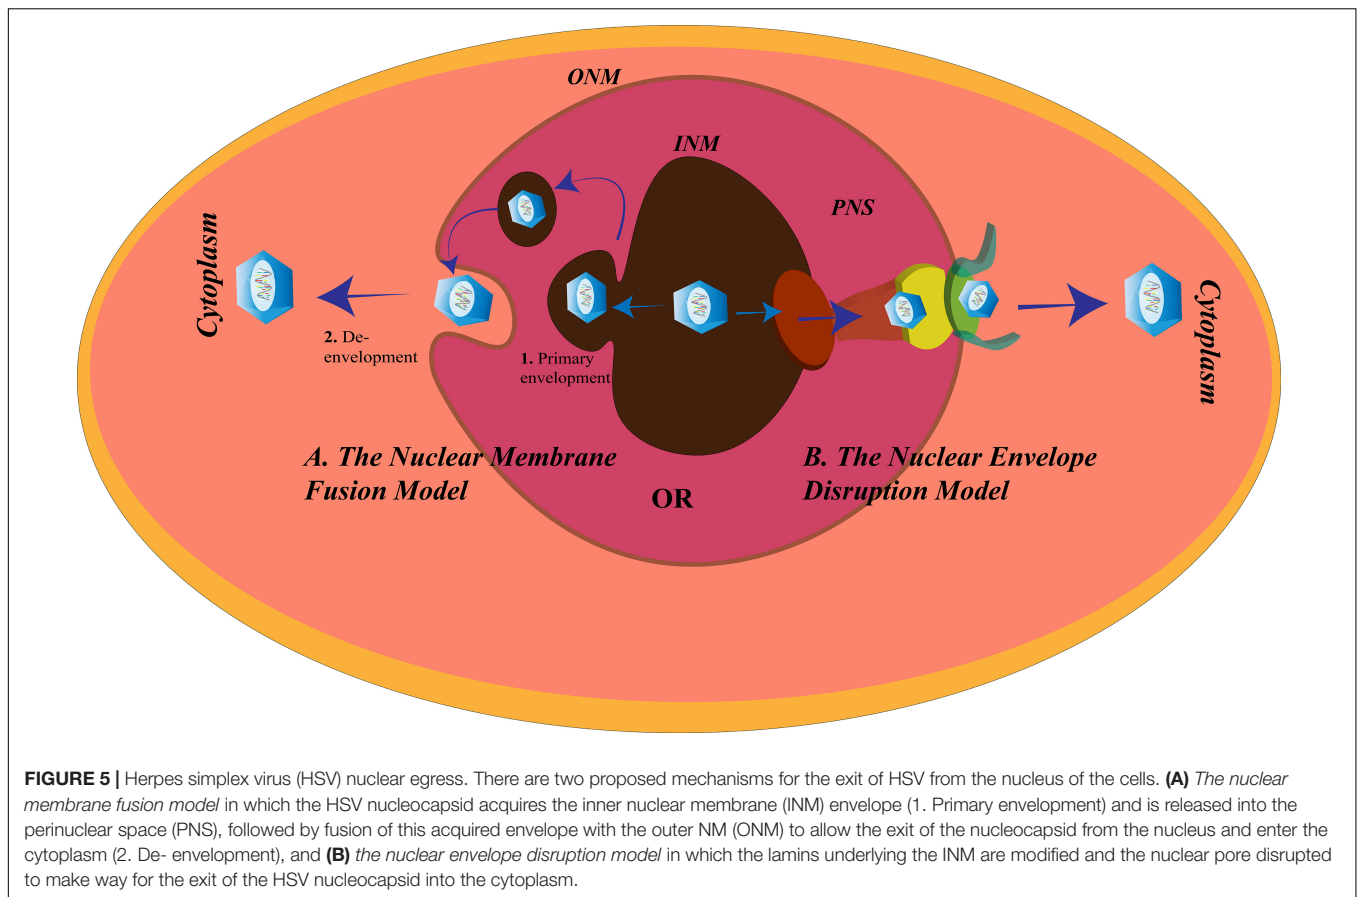 ONM
INM
PNS
Cytoplasm
Cytoplasm
2. De-
envelopment
1. Primary
envelopment
A. The Nuclear Membrane
Fusion Model
B. The Nuclear Envelope
Disruption Model
OR
FIGURE 5 | Herpes simplex virus (HSV) nuclear egress. There are two proposed mechanisms for the exit of HSV from the nucleus of the cells. (A) The nuclear
membrane fusion model in which the HSV nucleocapsid acquires the inner nuclear membrane (INM) envelope (1. Primary envelopment) and is released into the
perinuclear space (PNS), followed by fusion of this acquired envelope with the outer NM (ONM) to allow the exit of the nucleocapsid from the nucleus and enter the
cytoplasm (2. De- envelopment), and (B) the nuclear envelope disruption model in which the lamins underlying the INM are modified and the nuclear pore disrupted
to make way for the exit of the HSV nucleocapsid into the cytoplasm.